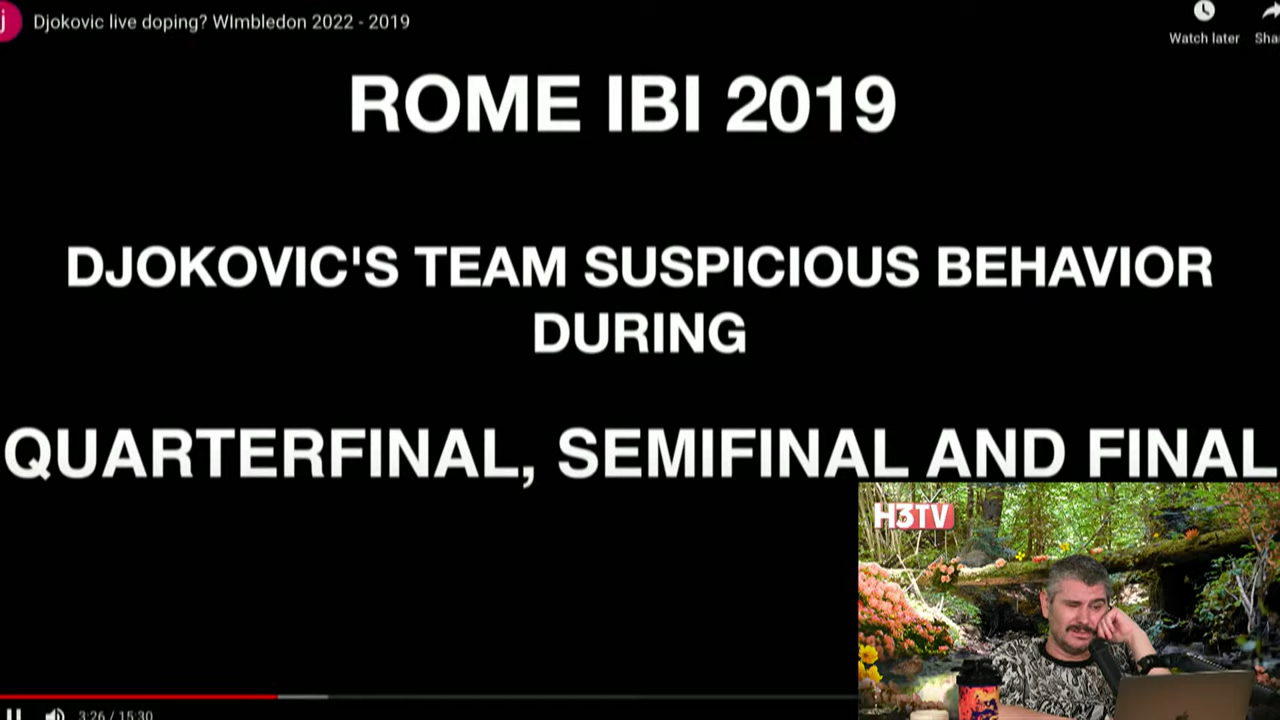 j
Djokovic live doping? WImbledon 2022 - 2019
Watch later
Sha
ROME IBI 2019
DJOKOVIC'S TEAM SUSPICIOUS BEHAVIOR
DURING
QUARTERFINAL, SEMIFINAL AND FINAL
H3TV
3:26 / 15:30